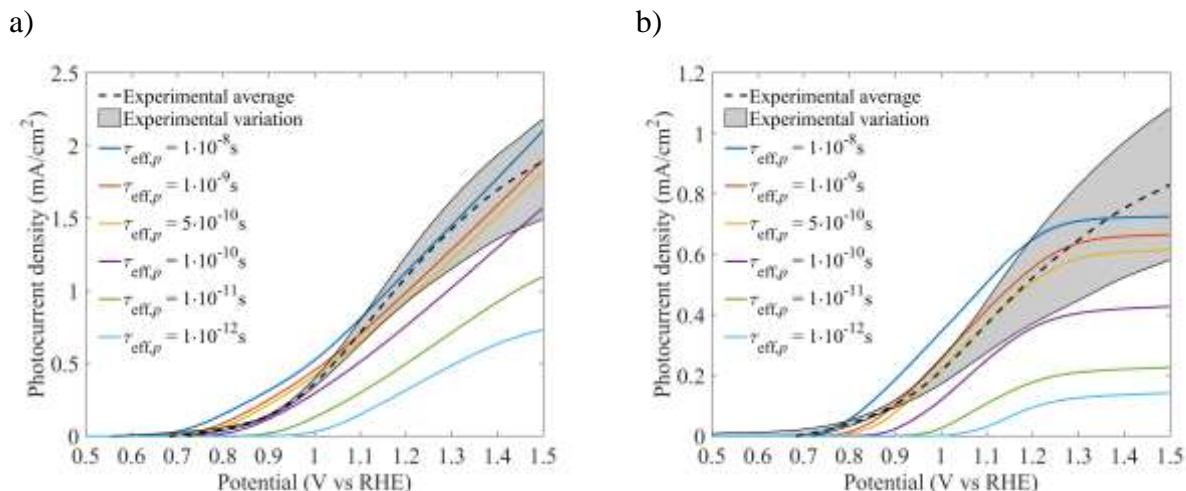 a)
2.5
2
1.5
1
0.5
0
Photocurrent density (mA/cm²)
Experimental average
Experimental variation
τeff,p = 1·10⁻⁸s
τeff,p = 1·10⁻⁹s
τeff,p = 5·10⁻¹⁰s
τeff,p = 1·10⁻¹⁰s
τeff,p = 1·10⁻¹¹s
τeff,p = 1·10⁻¹²s
0.5 0.6 0.7 0.8 0.9 1 1.1 1.2 1.3 1.4 1.5
Potential (V vs RHE)
b)
1.2
1
0.8
0.6
0.4
0.2
0
Photocurrent density (mA/cm²)
Experimental average
Experimental variation
τeff,p = 1·10⁻⁸s
τeff,p = 1·10⁻⁹s
τeff,p = 5·10⁻¹⁰s
τeff,p = 1·10⁻¹⁰s
τeff,p = 1·10⁻¹¹s
τeff,p = 1·10⁻¹²s
0.5 0.6 0.7 0.8 0.9 1 1.1 1.2 1.3 1.4 1.5
Potential (V vs RHE)